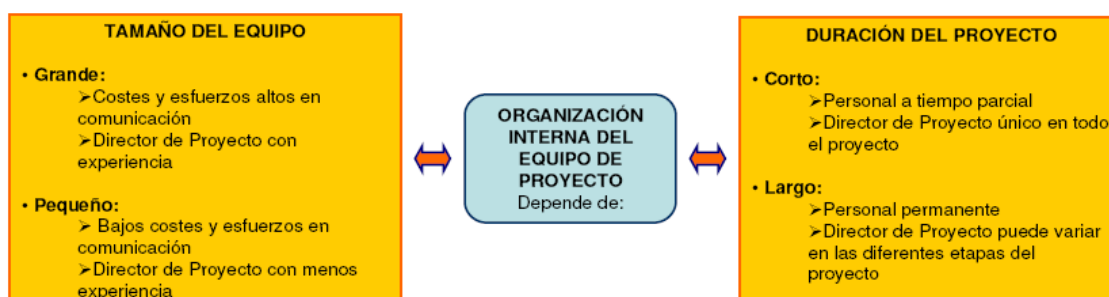 TAMAÑO DEL EQUIPO
• Grande:
➢Costes y esfuerzos altos en
comunicación
➢Director de Proyecto con
experiencia
• Pequeño:
➢ Bajos costes y esfuerzos en
comunicación
➢Director de Proyecto con menos
experiencia
ORGANIZACIÓN
INTERNA DEL
EQUIPO DE
PROYECTO
Depende de:
DURACIÓN DEL PROYECTO
• Corto:
➢Personal a tiempo parcial
➢Director de Proyecto único en todo
el proyecto
• Largo:
➢Personal permanente
➢Director de Proyecto puede variar
en las diferentes etapas del
proyecto